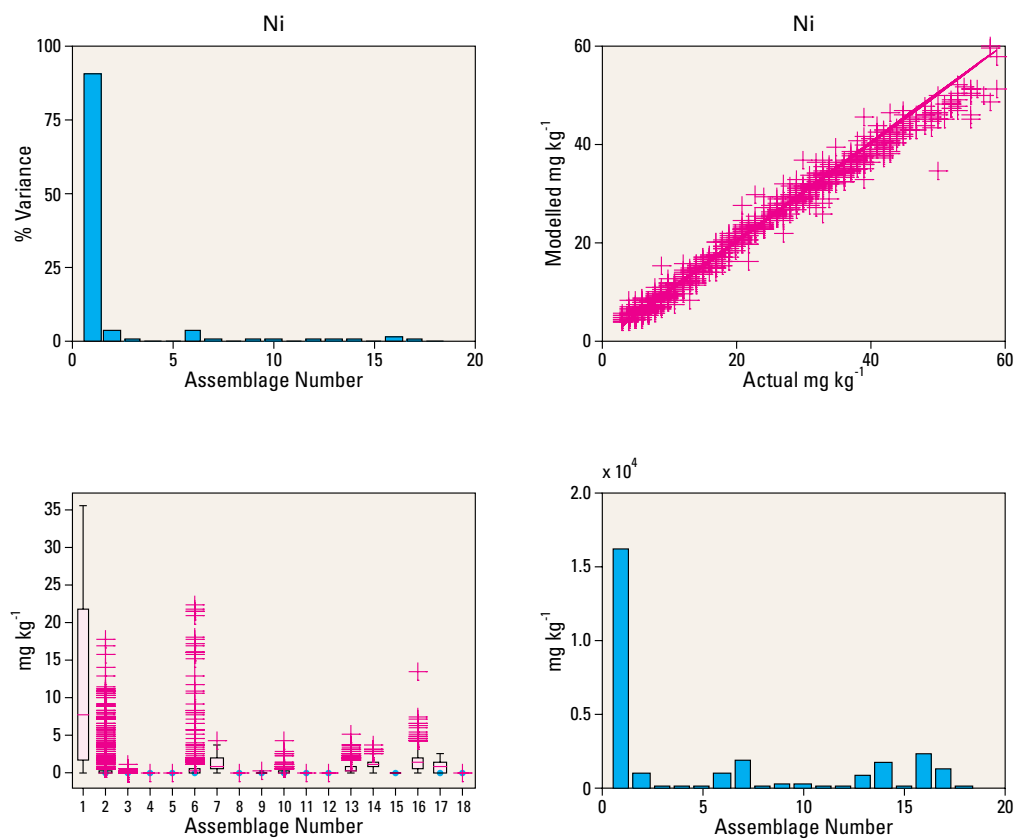 Ni
100
75
50
25
0
% Variance
0 5 10 15 20
Assemblage Number
Ni
60
40
20
0
Modelled mg kg-1
0 20 40 60
Actual mg kg-1
35
30
25
20
15
10
5
0
mg kg-1
1 2 3 4 5 6 7 8 9 10 11 12 13 14 15 16 17 18
Assemblage Number
x 10^4
2.0
1.5
1.0
0.5
0
mg kg-1
0 5 10 15 20
Assemblage Number